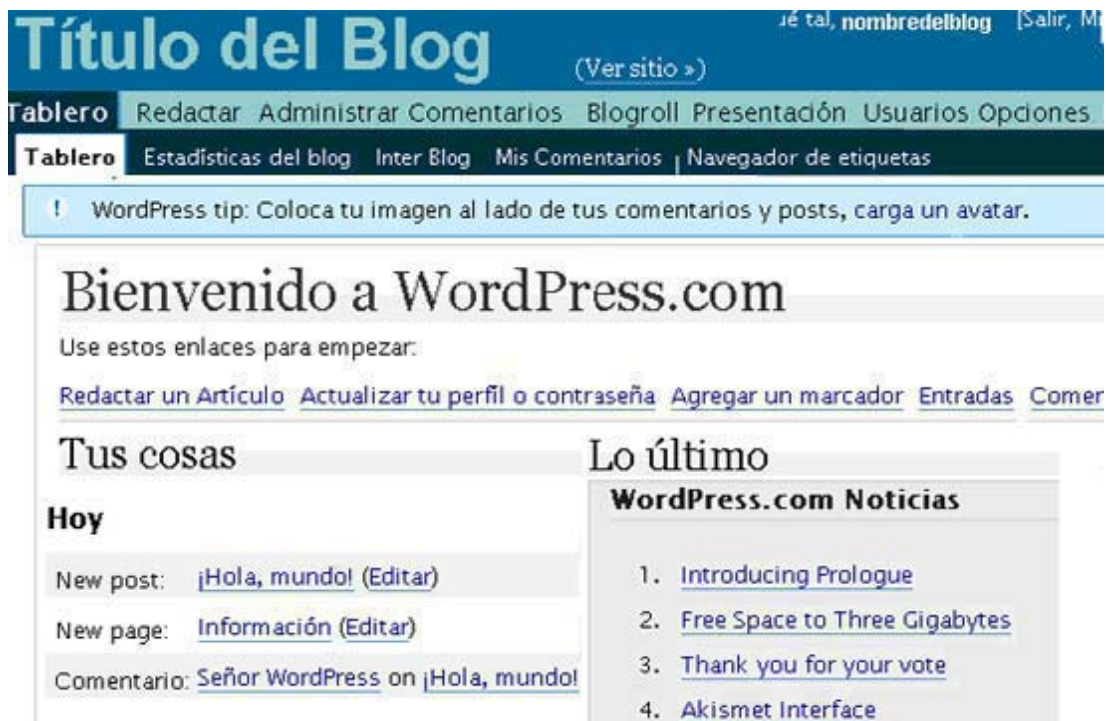 Título del Blog
é tal, nombredelblog [Salir,
(Ver sitio »)
Tablero Redactar Administrar Comentarios Blogroll Presentación Usuarios Opciones
Tablero Estadísticas del blog Inter Blog Mis Comentarios Navegador de etiquetas
! WordPress tip: Coloca tu imagen al lado de tus comentarios y posts, carga un avatar.
Bienvenido a WordPress.com
Use estos enlaces para empezar:
Redactar un Artículo Actualizar tu perfil o contraseña Agregar un marcador Entradas Comen
Tus cosas
Hoy
New post: ¡Hola, mundo! (Editar)
New page: Información (Editar)
Comentario: Señor WordPress on ¡Hola, mundo!
Lo último
WordPress.com Noticias
1. Introducing Prologue
2. Free Space to Three Gigabytes
3. Thank you for your vote
4. Akismet Interface